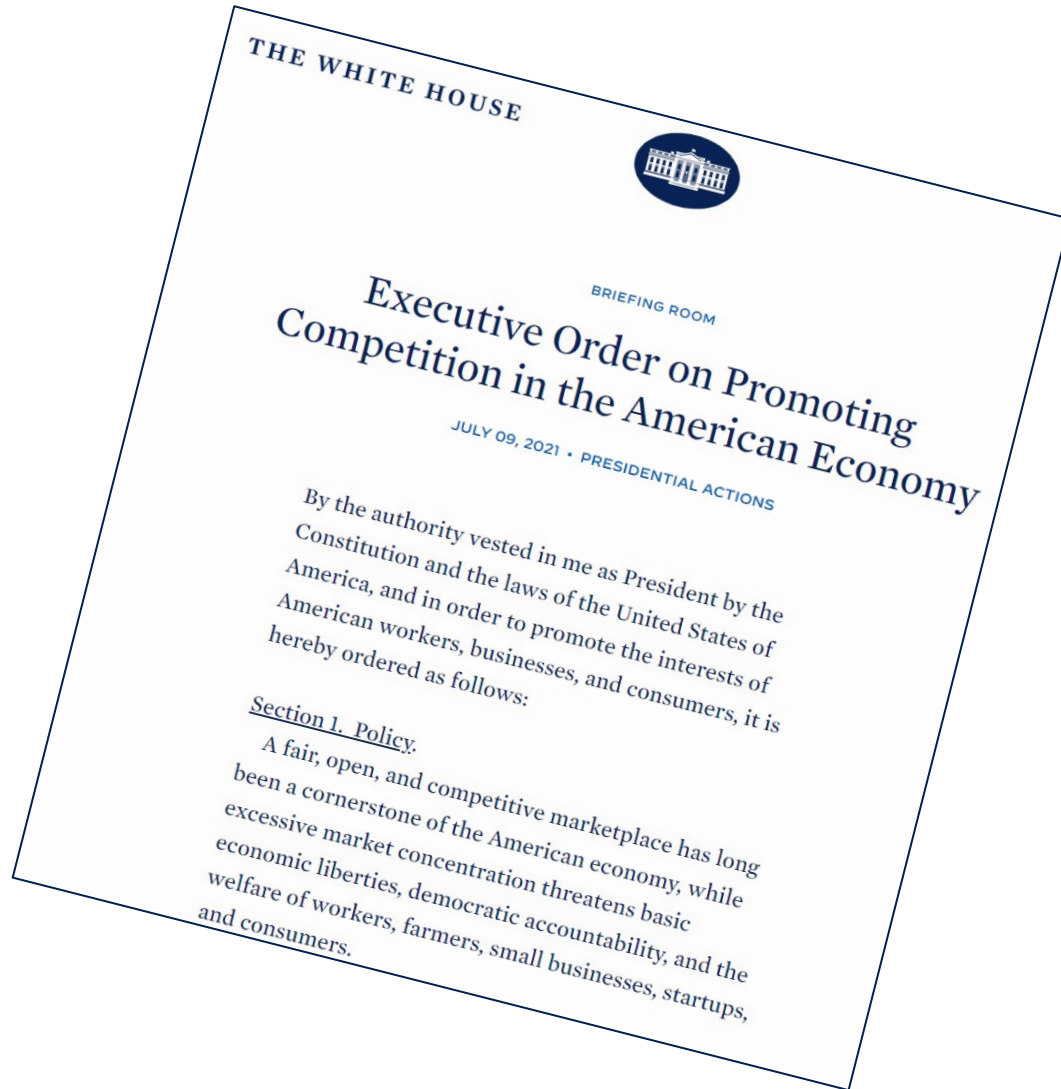 THE WHITE HOUSE
BRIEFING ROOM
Executive Order on Promoting
Competition in the American Economy
JULY 09, 2021 • PRESIDENTIAL ACTIONS
By the authority vested in me as President by the
Constitution and the laws of the United States of
America, and in order to promote the interests of
American workers, businesses, and consumers, it is
hereby ordered as follows:
Section 1.  Policy.
A fair, open, and competitive marketplace has long
been a cornerstone of the American economy, while
excessive market concentration threatens basic
economic liberties, democratic accountability, and the
welfare of workers, farmers, small businesses, startups,
and consumers.